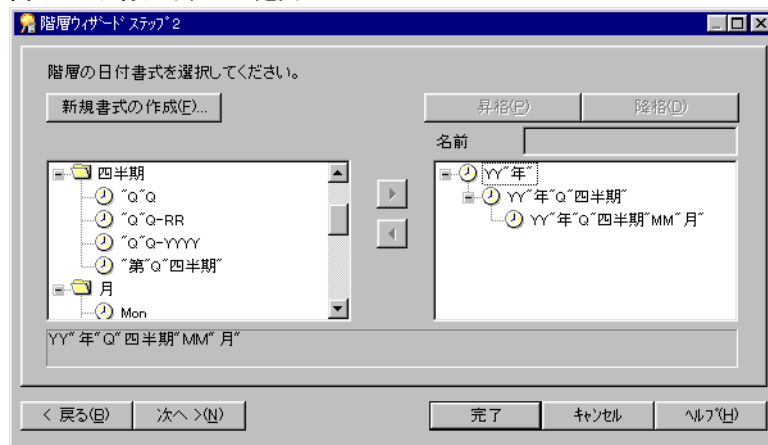 階層ウィザード ステップ2
階層の日付書式を選択してください。
新規書式の作成(F)...
昇格(P)
降格(D)
名前
四半期
"Q"Q
"Q"Q-RR
"Q"Q-YYYY
"第"Q"四半期"
月
Mon
YY"年"
YY"年"Q"四半期"
YY"年"Q"四半期"MM"月"
YY"年"Q"四半期"MM"月"
< 戻る(B)
次へ >(N)
完了
キャンセル
ヘルプ(H)